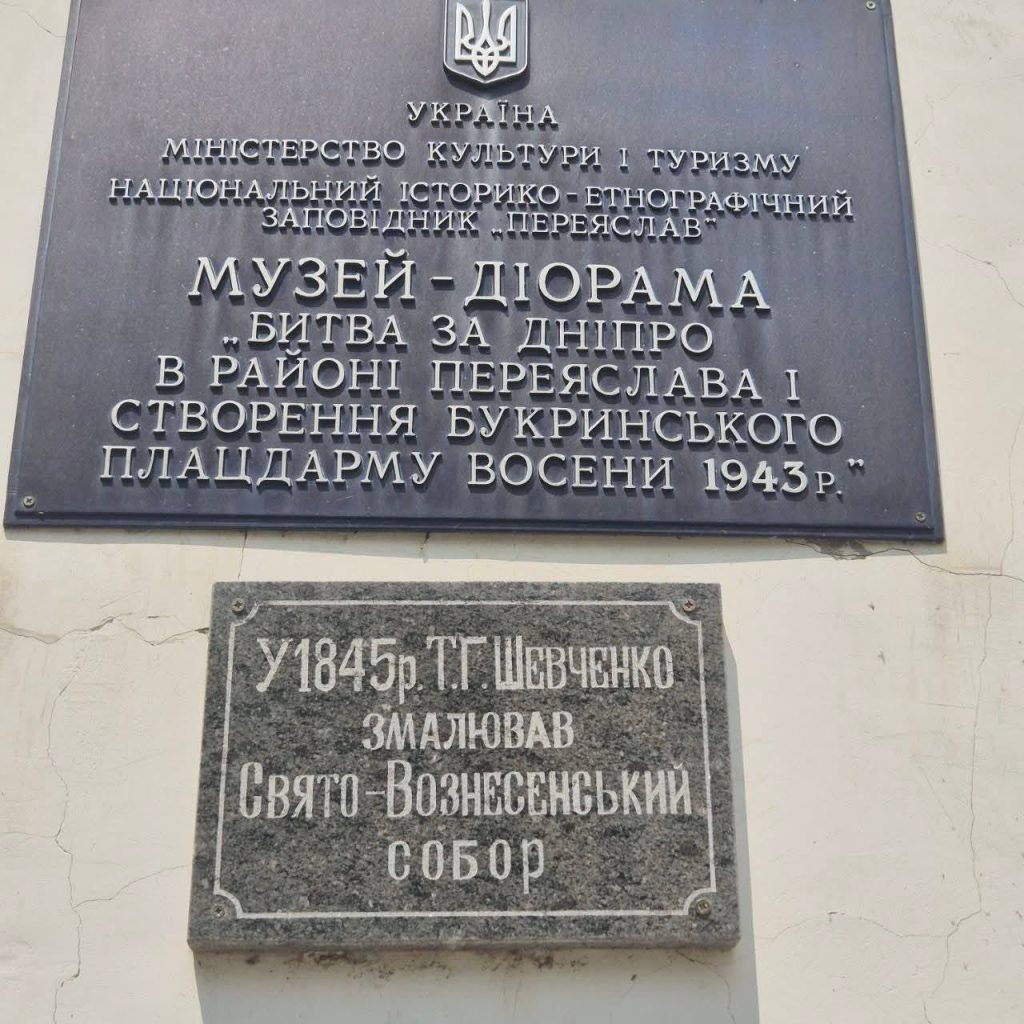 УКРАЇНА
МІНІСТЕРСТВО КУЛЬТУРИ І ТУРИЗМУ
НАЦІОНАЛЬНИЙ ІСТОРИКО-ЕТНОГРАФІЧНИЙ
ЗАПОВІДНИК „ПЕРЕЯСЛАВ“
МУЗЕЙ - ДІОРАМА
„БИТВА ЗА ДНІПРО
В РАЙОНІ ПЕРЕЯСЛАВА І
СТВОРЕННЯ БУКРИНСЬКОГО
ПЛАЦДАРМУ ВОСЕНИ 1943 р.”
У 1845р. Т.Г. ШЕВЧЕНКО
ЗМАЛЮВАВ
СВЯТО-ВОЗНЕСЕНСЬКИЙ
СОБОР